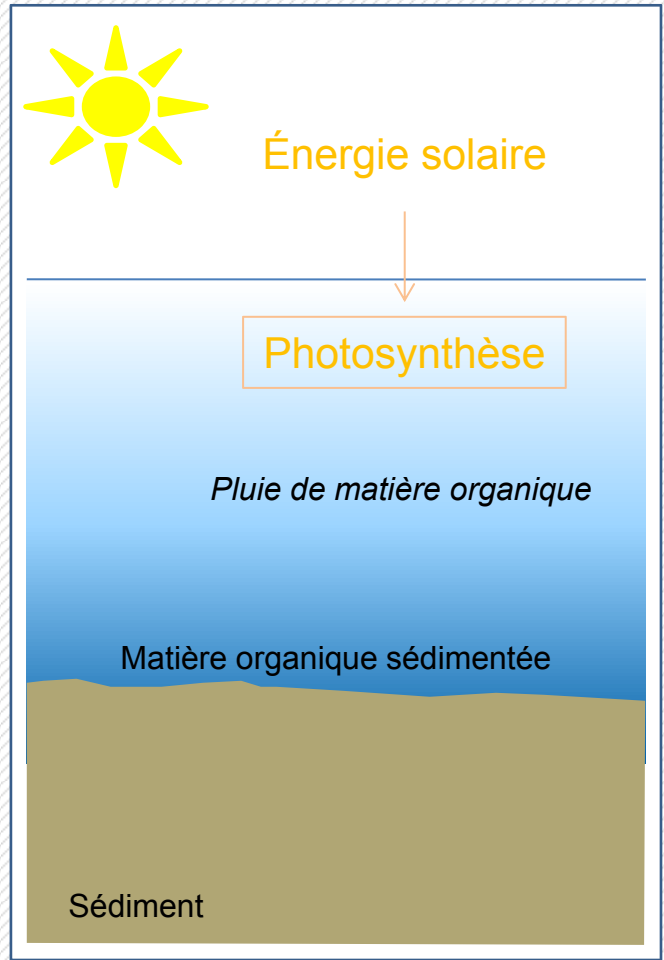 Énergie solaire
Photosynthèse
Pluie de matière organique
Matière organique sédimentée
Sédiment